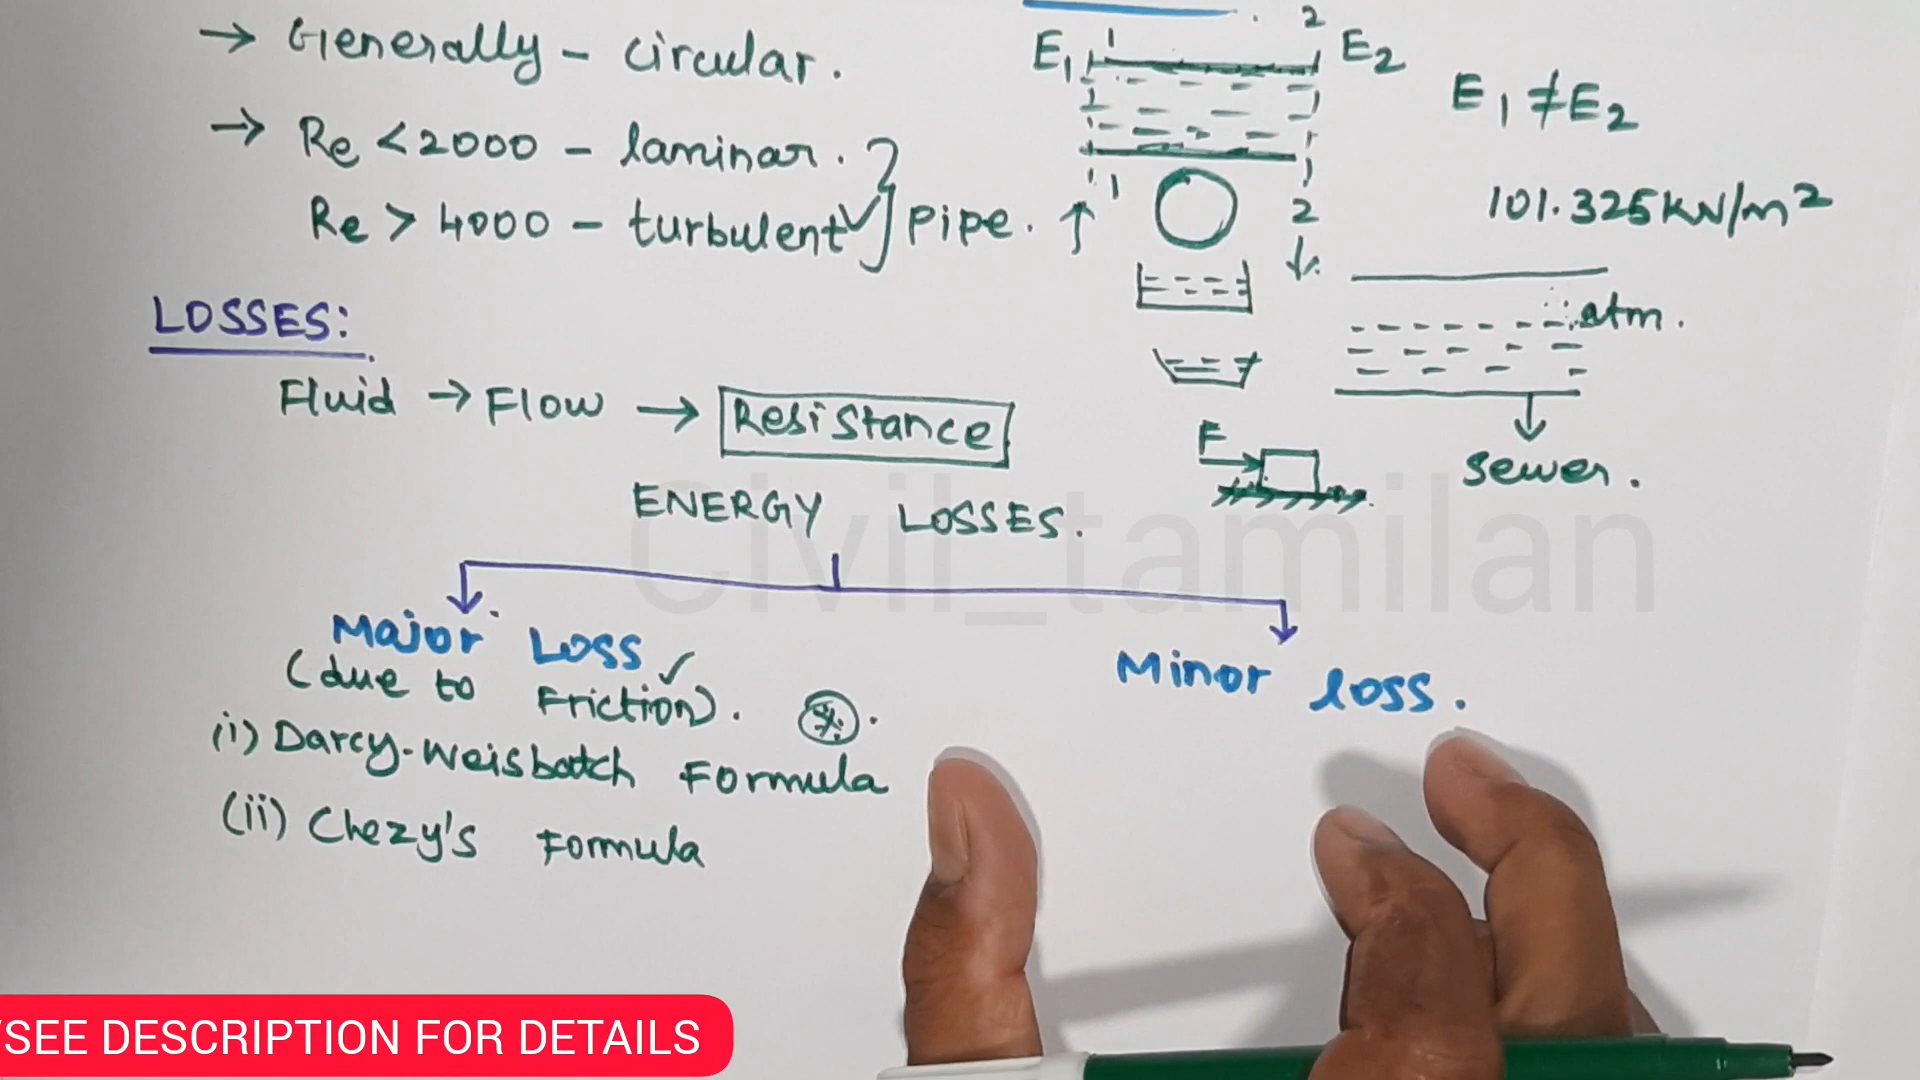 → Generally - circular.
→ Re < 2000 - laminar.
Re > 4000 - turbulent ✓ } Pipe. ↑
E1 1 2 E2
E1 ≠ E2
1 2
101.325 kN/m2
atm.
sewer.
F
LOSSES:
Fluid → Flow → Resistance
ENERGY LOSSES.
Major Loss
(due to Friction). ✓
(i) Darcy-Weisbatch Formula
(ii) Chezy's Formula
Minor loss.
Civil_tamilan
SEE DESCRIPTION FOR DETAILS